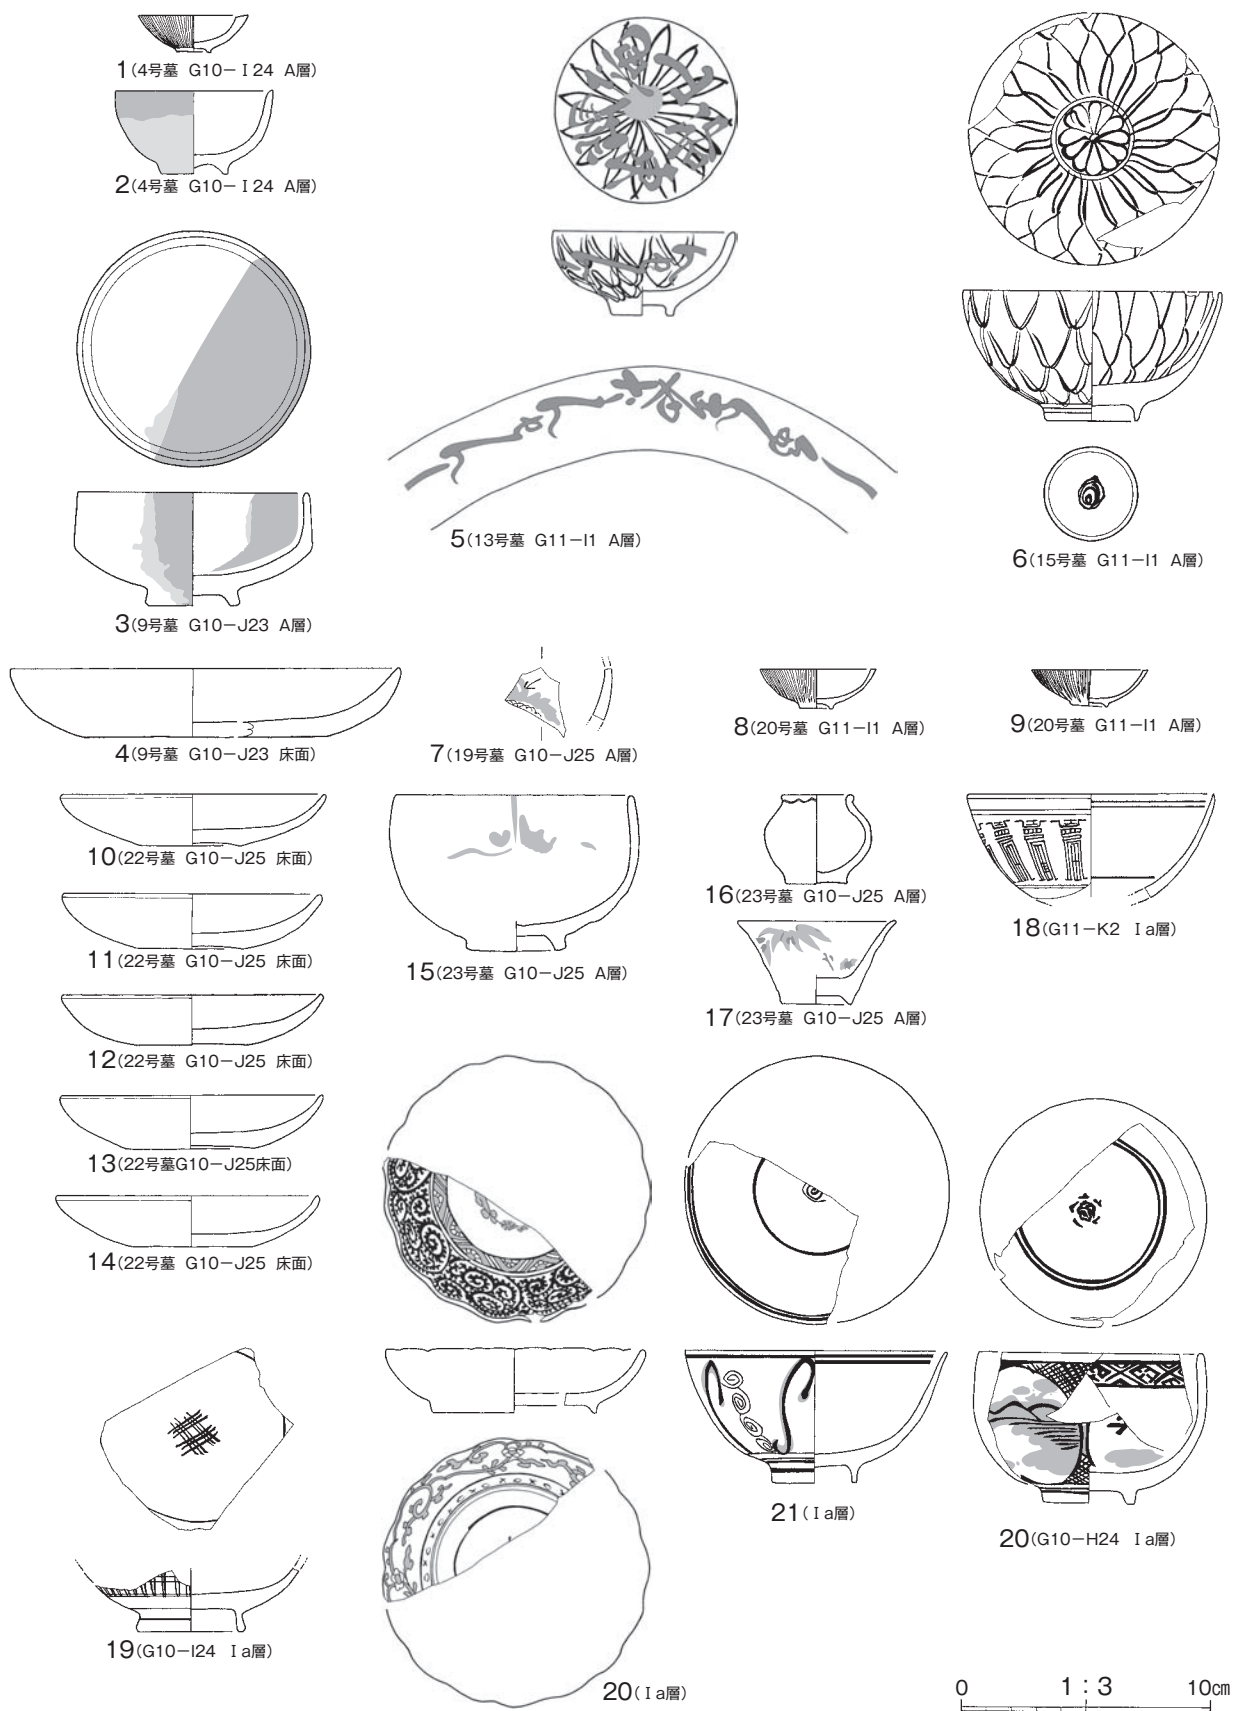 1(4号墓 G10-I24 A層)
2(4号墓 G10-I24 A層)
3(9号墓 G10-J23 A層)
4(9号墓 G10-J23 床面)
5(13号墓 G11-I1 A層)
6(15号墓 G11-I1 A層)
7(19号墓 G10-J25 A層)
8(20号墓 G11-I1 A層)
9(20号墓 G11-I1 A層)
10(22号墓 G10-J25 床面)
11(22号墓 G10-J25 床面)
12(22号墓 G10-J25 床面)
13(22号墓G10-J25床面)
14(22号墓 G10-J25 床面)
15(23号墓 G10-J25 A層)
16(23号墓 G10-J25 A層)
17(23号墓 G10-J25 A層)
18(G11-K2 Ⅰa層)
19(G10-I24 Ⅰa層)
20(Ⅰa層)
21(Ⅰa層)
20(G10-H24 Ⅰa層)
0 1:3 10㎝